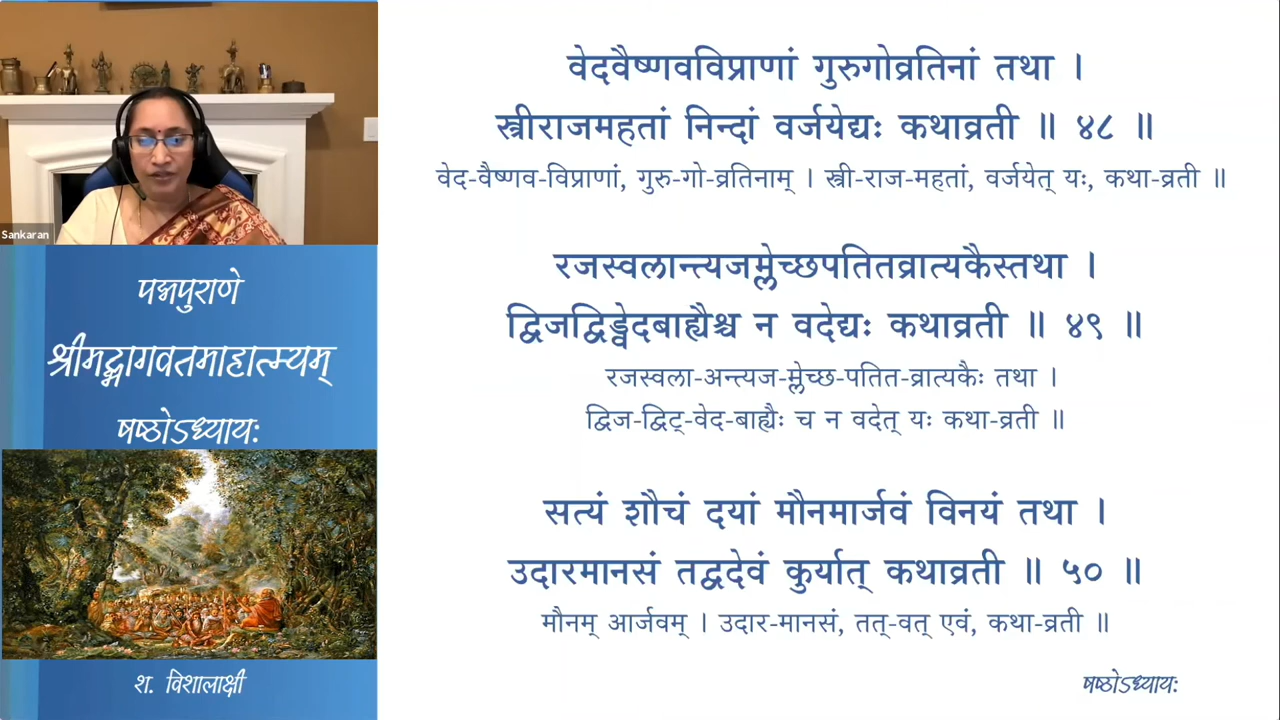 Sankaran
पद्मपुराणे
श्रीमद्भागवतमाहात्म्यम्
षष्ठोऽध्यायः
श. विशालाक्षी
वेदवैष्णवविप्राणां गुरुगोव्रतिनां तथा ।
स्त्रीराजमहतां निन्दां वर्जयेद्यः कथाव्रती ॥ ४८ ॥
वेद-वैष्णव-विप्राणां, गुरु-गो-व्रतिनाम् । स्त्री-राज-महतां, वर्जयेत् यः, कथा-व्रती ॥
रजस्वलान्त्यजम्लेच्छपतितव्रात्यकैस्तथा ।
द्विजद्विड्वेदबाह्यैश्च न वदेद्यः कथाव्रती ॥ ४९ ॥
रजस्वला-अन्त्यज-म्लेच्छ-पतित-व्रात्यकैः तथा ।
द्विज-द्विट्-वेद-बाह्यैः च न वदेत् यः कथा-व्रती ॥
सत्यं शौचं दयां मौनमार्जवं विनयं तथा ।
उदारमानसं तद्वदेवं कुर्यात् कथाव्रती ॥ ५० ॥
मौनम् आर्जवम् । उदार-मानसं, तत्-वत् एवं, कथा-व्रती ॥
षष्ठोऽध्यायः